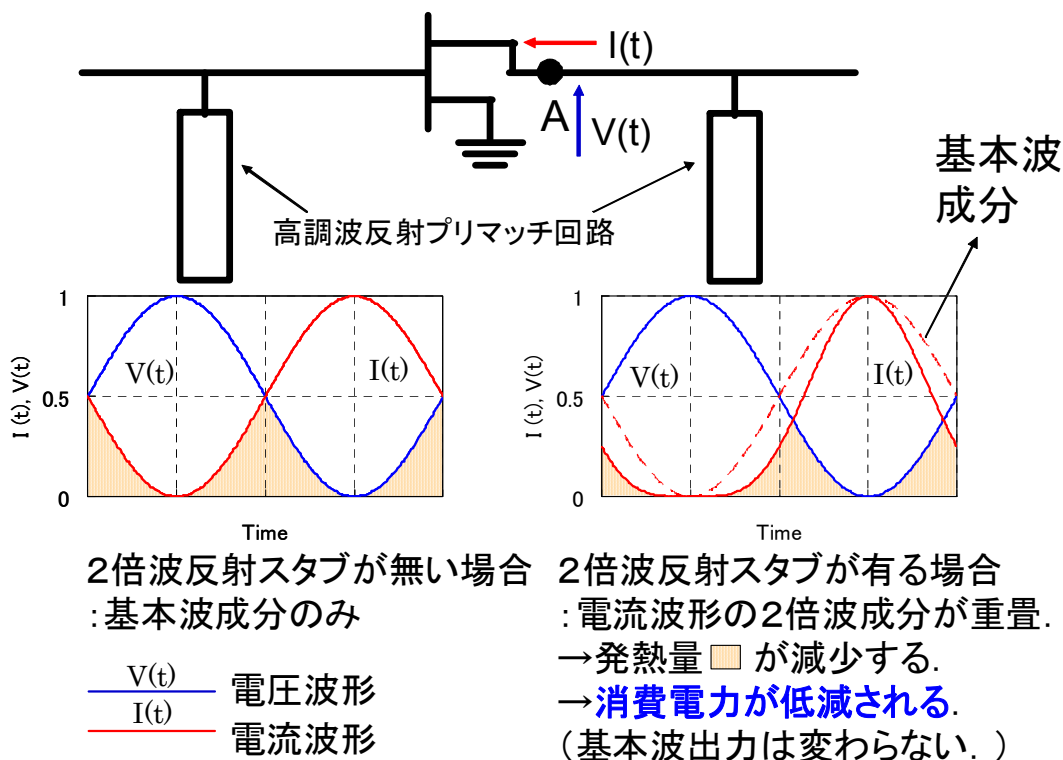 I(t)
A
V(t)
基本波
成分
高調波反射プリマッチ回路
1
0.5
0
I (t), V(t)
V(t)
I(t)
Time
1
0.5
0
I (t), V(t)
V(t)
I(t)
Time
2倍波反射スタブが無い場合
:基本波成分のみ
V(t) 電圧波形
I(t) 電流波形
2倍波反射スタブが有る場合
:電流波形の2倍波成分が重畳.
→発熱量 が減少する.
→消費電力が低減される.
(基本波出力は変わらない. )